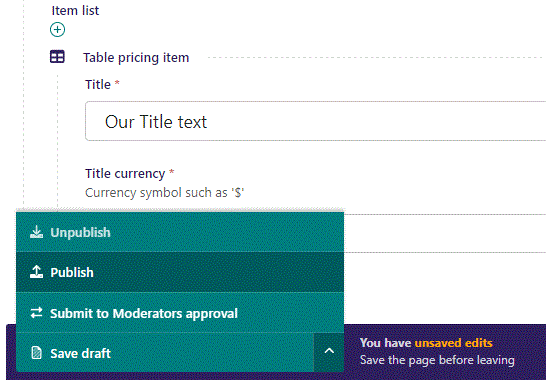 Item list
Table pricing item
Title *
Our Title text
Title currency *
Currency symbol such as '$'
Unpublish
Publish
Submit to Moderators approval
Save draft
You have unsaved edits
Save the page before leaving